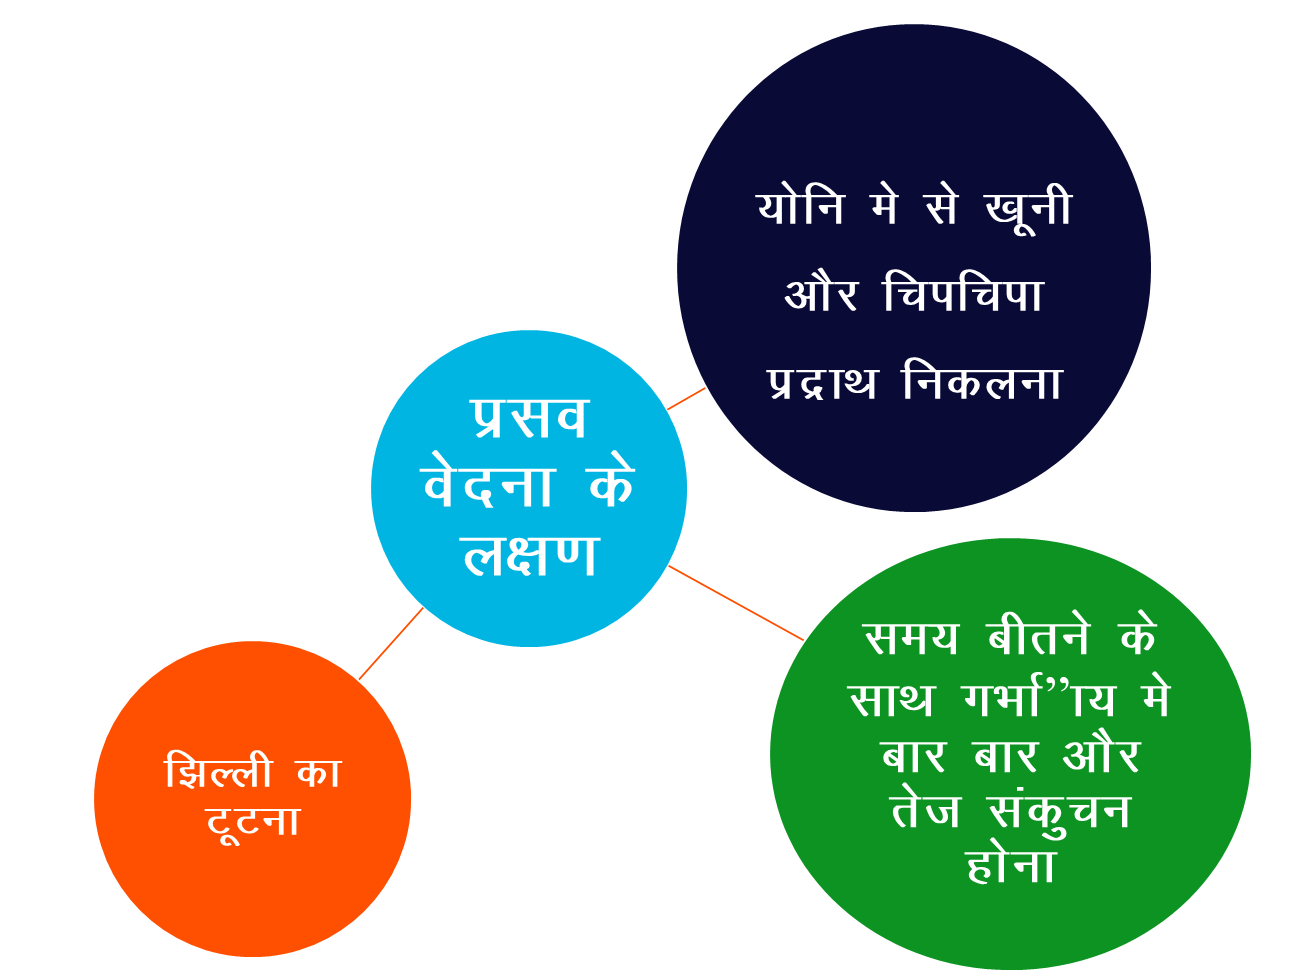 प्रसव
वेदना के
लक्षण
योनि मे से खूनी
और चिपचिपा
प्रद्राथ निकलना
समय बीतने के
साथ गर्भा”ाय मे
बार बार और
तेज संकुचन
होना
झिल्ली का
टूटना